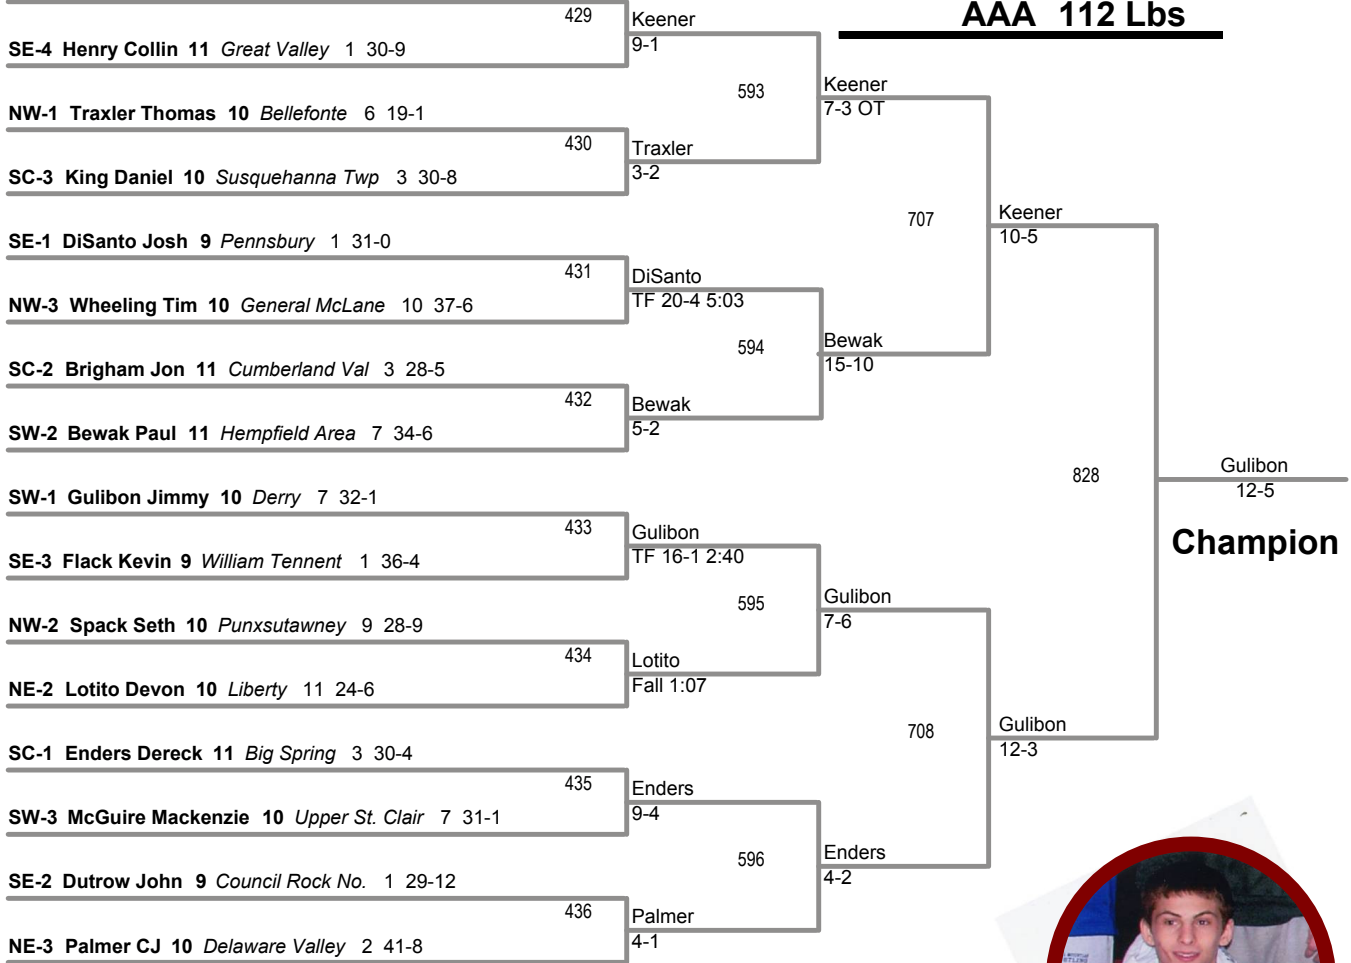 AAA 112 Lbs
SE-4 Henry Collin 11 Great Valley 1 30-9
NW-1 Traxler Thomas 10 Bellefonte 6 19-1
SC-3 King Daniel 10 Susquehanna Twp 3 30-8
SE-1 DiSanto Josh 9 Pennsbury 1 31-0
NW-3 Wheeling Tim 10 General McLane 10 37-6
SC-2 Brigham Jon 11 Cumberland Val 3 28-5
SW-2 Bewak Paul 11 Hempfield Area 7 34-6
SW-1 Gulibon Jimmy 10 Derry 7 32-1
SE-3 Flack Kevin 9 William Tennent 1 36-4
NW-2 Spack Seth 10 Punxsutawney 9 28-9
NE-2 Lotito Devon 10 Liberty 11 24-6
SC-1 Enders Dereck 11 Big Spring 3 30-4
SW-3 McGuire Mackenzie 10 Upper St. Clair 7 31-1
SE-2 Dutrow John 9 Council Rock No. 1 29-12
NE-3 Palmer CJ 10 Delaware Valley 2 41-8
429
Keener
9-1
430
Traxler
3-2
431
DiSanto
TF 20-4 5:03
432
Bewak
5-2
433
Gulibon
TF 16-1 2:40
434
Lotito
Fall 1:07
435
Enders
9-4
436
Palmer
4-1
593
Keener
7-3 OT
594
Bewak
15-10
595
Gulibon
7-6
596
Enders
4-2
707
Keener
10-5
708
Gulibon
12-3
828
Gulibon
12-5
Champion